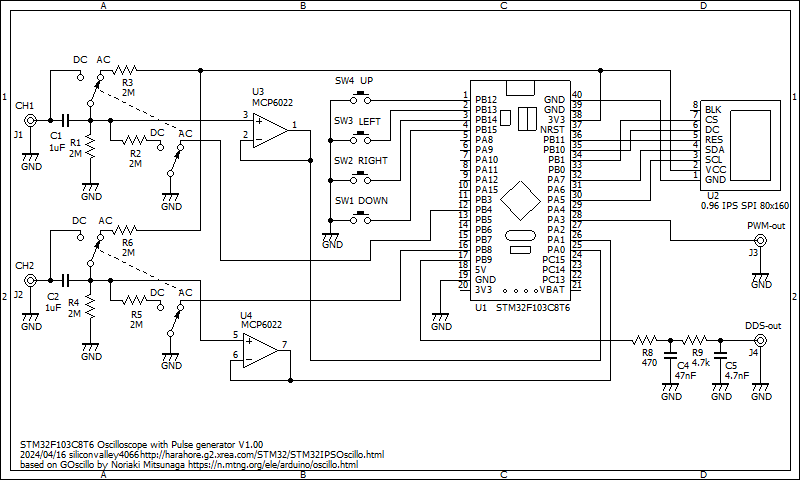 A B C D
DC AC
R3
2M
U3
MCP6022
SW4 UP
CH1
J1
GND
C1
1uF
R1
2M
GND
R2
2M
DC AC
GND
3
2
1
SW3 LEFT
SW2 RIGHT
SW1 DOWN
GND
1 PB12 GND 40
2 PB13 GND 39
3 PB14 3V3 38
4 PB15 NRST 37
5 PA8 PB11 36
6 PA9 PB10 35
7 PA10 PB1 34
8 PA11 PB0 33
9 PA12 PA7 32
10 PA15 PA6 31
11 PB3 PA5 30
12 PB4 PA4 29
13 PB5 PA3 28
14 PB6 PA2 27
15 PB7 PA1 26
16 PB8 PA0 25
17 PB9 PC15 24
18 5V PC14 23
19 GND PC13 22
20 3V3 VBAT 21
U1 STM32F103C8T6
8 BLK
7 CS
6 DC
5 RES
4 SDA
3 SCL
2 VCC
1 GND
U2
0.96 IPS SPI 80x160
PWM-out
J3
GND
1 1
DC AC
R6
2M
CH2
J2
GND
C2
1uF
R4
2M
GND
R5
2M
DC AC
GND
U4
MCP6022
5
6
7
GND
2 2
DDS-out
J4
GND
R8
470
C4
47nF
GND
R9
4.7k
C5
4.7nF
GND
STM32F103C8T6 Oscilloscope with Pulse generator V1.00
2024/04/16 siliconvalley4066http://harahore.g2.xrea.com/STM32/STM32IPSOscillo.html
based on GOscillo by Noriaki Mitsunaga https://n.mtng.org/ele/arduino/oscillo.html
A B C D